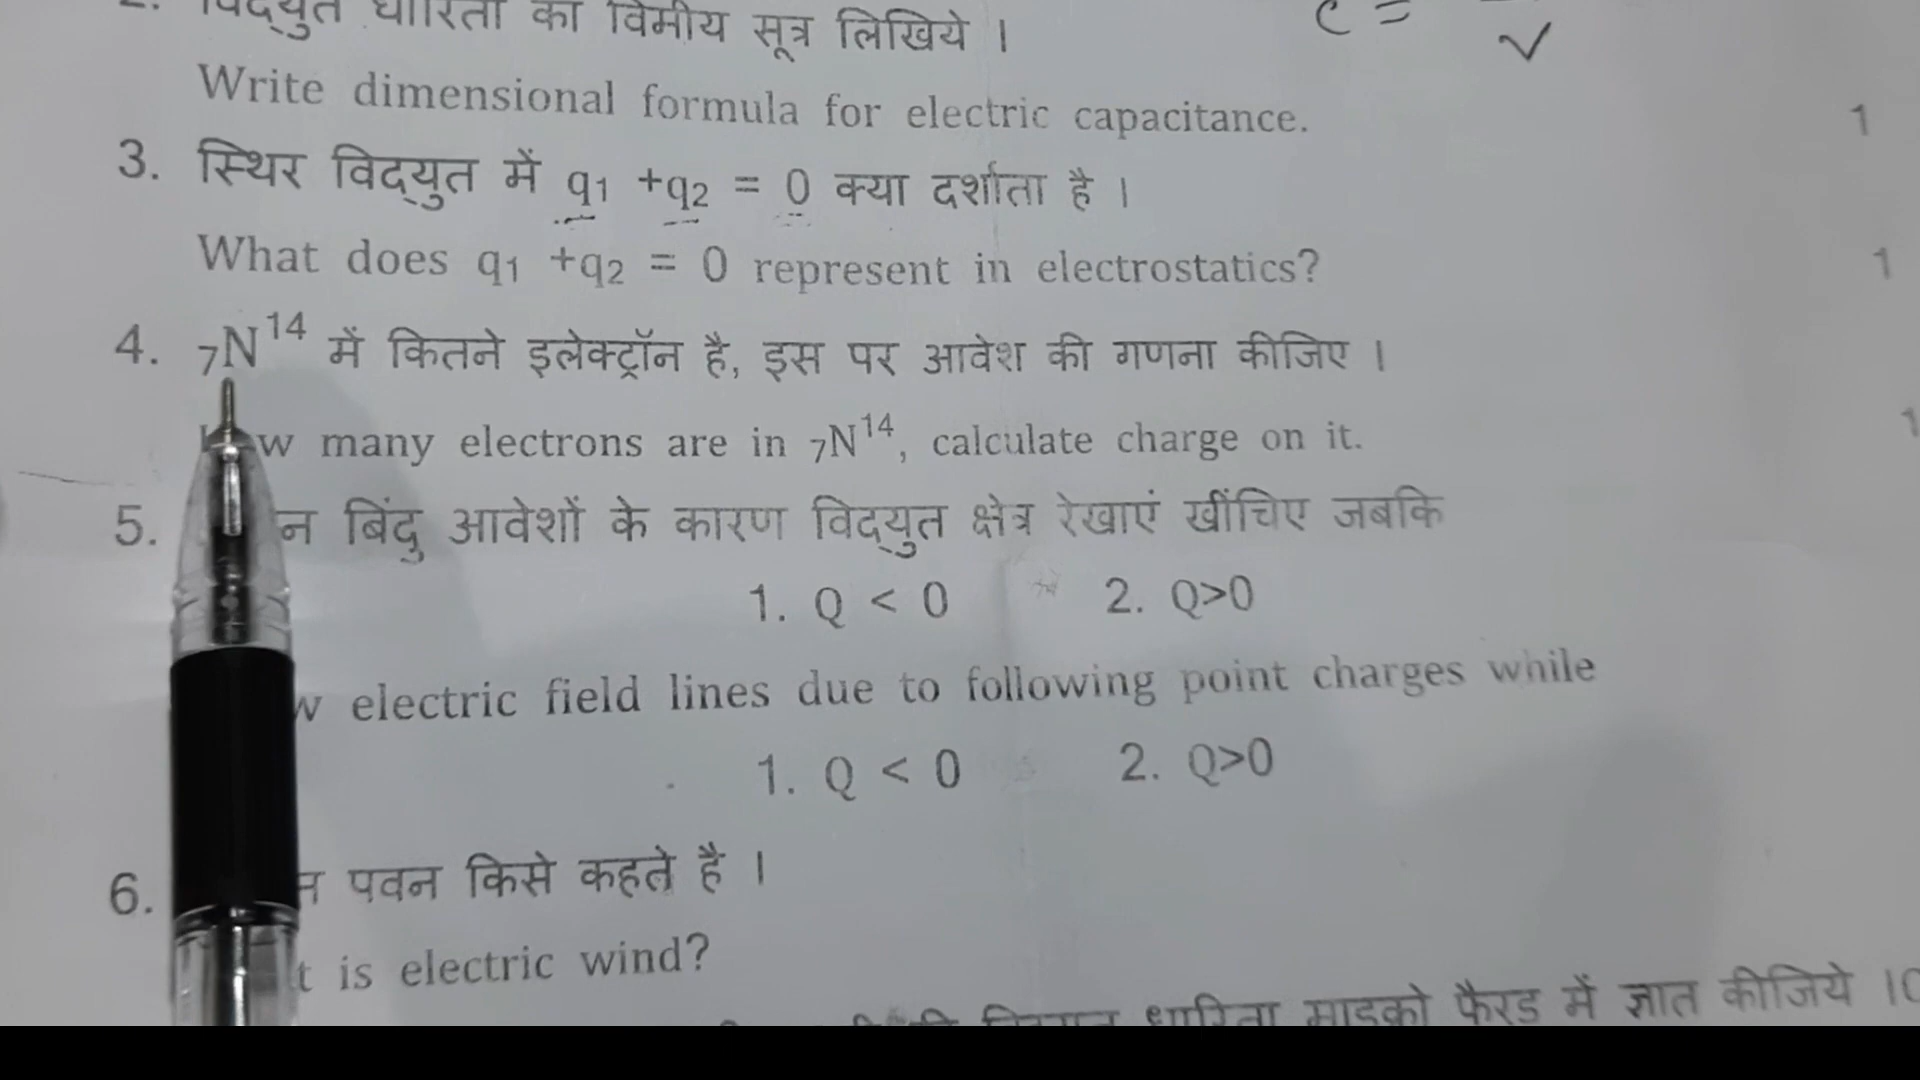 2. विद्युत धारिता का विमीय सूत्र लिखिये ।
c =
Write dimensional formula for electric capacitance. 1
3. स्थिर विद्युत में q1 +q2 = 0 क्या दर्शाता है ।
What does q1 +q2 = 0 represent in electrostatics? 1
4. 7N14 में कितने इलेक्ट्रॉन है, इस पर आवेश की गणना कीजिए ।
many electrons are in 7N14, calculate charge on it. 1
5. बिंदु आवेशों के कारण विद्युत क्षेत्र रेखाएं खींचिए जबकि
1. Q < 0 2. Q>0
electric field lines due to following point charges while
1. Q < 0 2. Q>0
6. पवन किसे कहते है ।
is electric wind?
धारिता माइक्रो फैरड में ज्ञात कीजिये ।